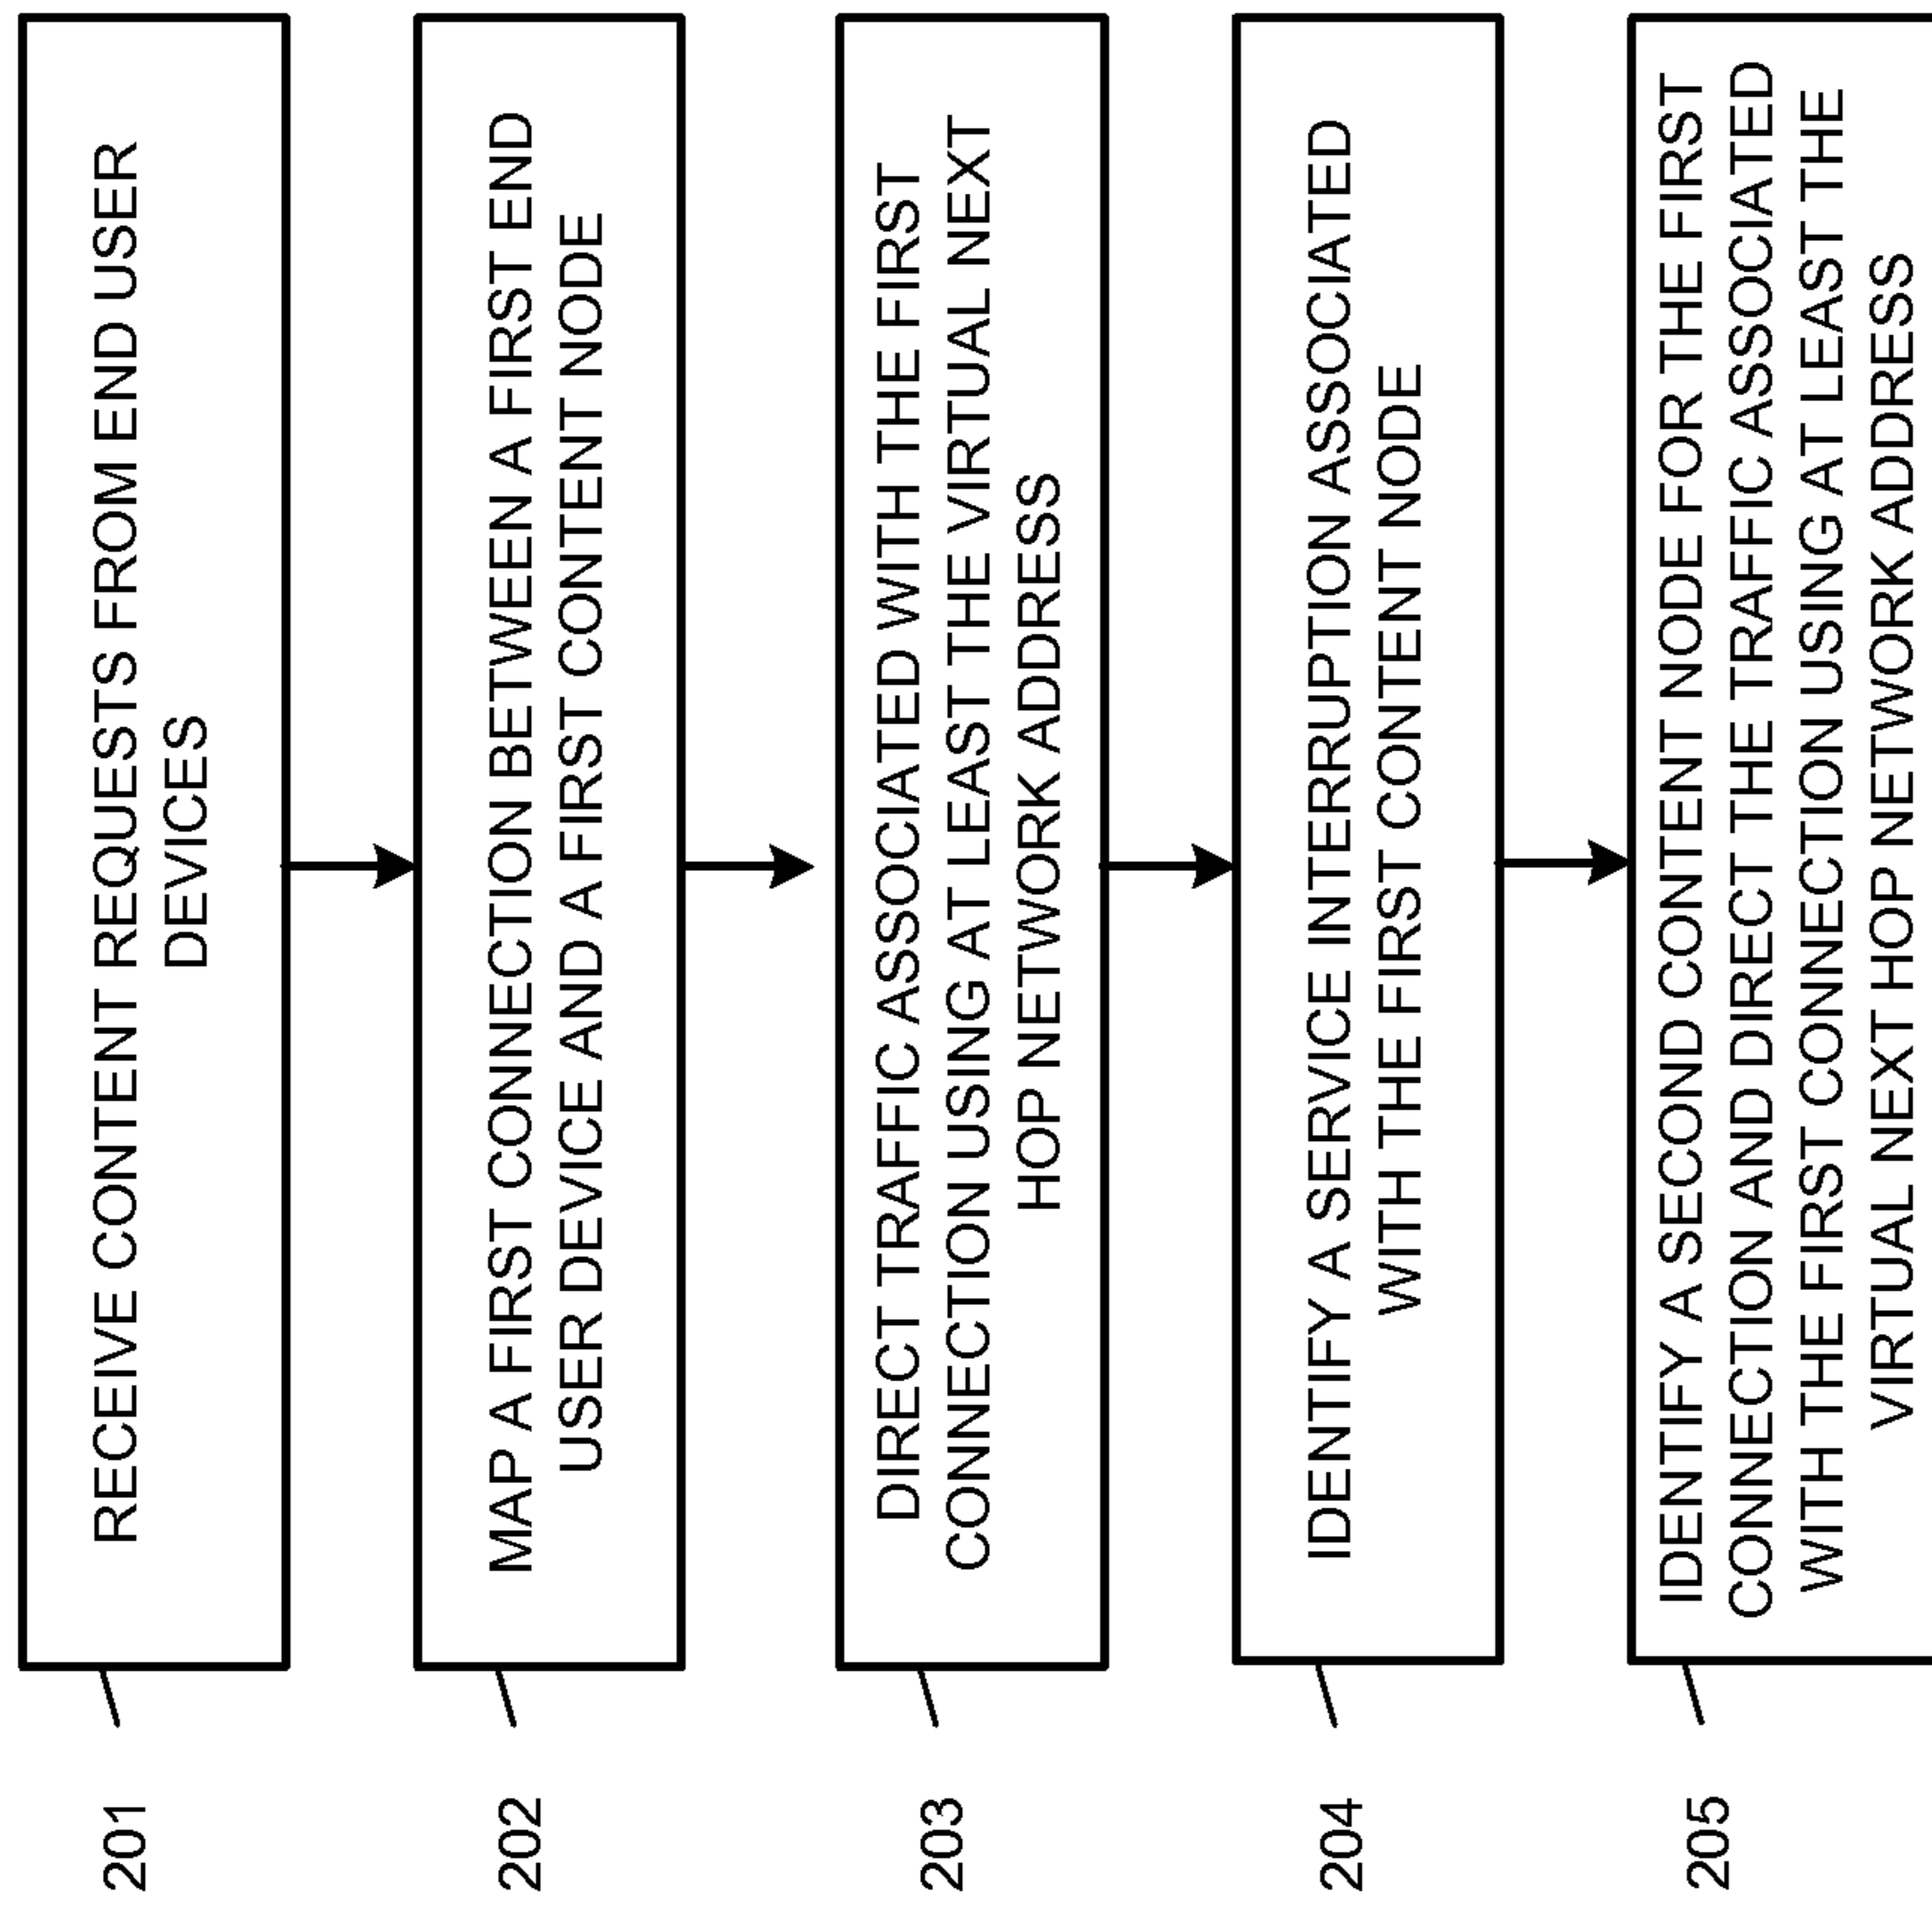 201
RECEIVE CONTENT REQUESTS FROM END USER
DEVICES
202
MAP A FIRST CONNECTION BETWEEN A FIRST END
USER DEVICE AND A FIRST CONTENT NODE
203
DIRECT TRAFFIC ASSOCIATED WITH THE FIRST
CONNECTION USING AT LEAST THE VIRTUAL NEXT
HOP NETWORK ADDRESS
204
IDENTIFY A SERVICE INTERRUPTION ASSOCIATED
WITH THE FIRST CONTENT NODE
205
IDENTIFY A SECOND CONTENT NODE FOR THE FIRST
CONNECTION AND DIRECT THE TRAFFIC ASSOCIATED
WITH THE FIRST CONNECTION USING AT LEAST THE
VIRTUAL NEXT HOP NETWORK ADDRESS